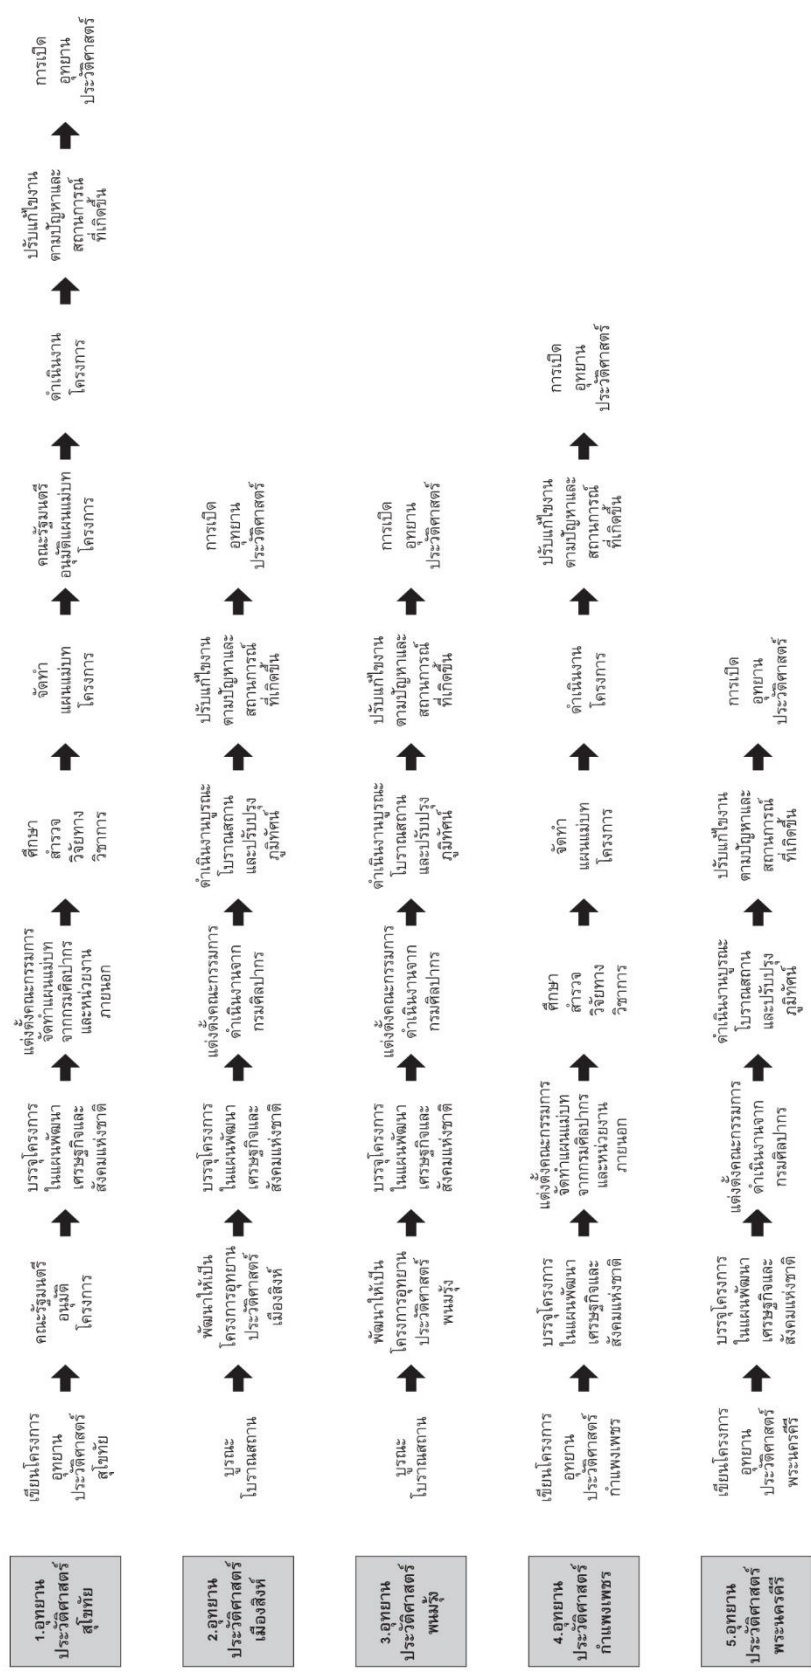 1.อุทยาน
ประวัติศาสตร์
สุโขทัย
เขียนโครงการ
อุทยาน
ประวัติศาสตร์
สุโขทัย
คณะรัฐมนตรี
อนุมัติ
โครงการ
บรรจุโครงการ
ในแผนพัฒนา
เศรษฐกิจและ
สังคมแห่งชาติ
แต่งตั้งคณะกรรมการ
จัดทำแผนแม่บท
จากกรมศิลปากร
และหน่วยงาน
ภายนอก
ศึกษา
สำรวจ
วิจัยทาง
วิชาการ
จัดทำ
แผนแม่บท
โครงการ
คณะรัฐมนตรี
อนุมัติแผนแม่บท
โครงการ
ดำเนินงาน
โครงการ
ปรับแก้ไขงาน
ตามปัญหาและ
สถานการณ์
ที่เกิดขึ้น
การเปิด
อุทยาน
ประวัติศาสตร์
2.อุทยาน
ประวัติศาสตร์
เมืองสิงห์
บูรณะ
โบราณสถาน
พัฒนาให้เป็น
โครงการอุทยาน
ประวัติศาสตร์
เมืองสิงห์
บรรจุโครงการ
ในแผนพัฒนา
เศรษฐกิจและ
สังคมแห่งชาติ
แต่งตั้งคณะกรรมการ
ดำเนินงานจาก
กรมศิลปากร
ดำเนินงานบูรณะ
โบราณสถาน
และปรับปรุง
ภูมิทัศน์
ปรับแก้ไขงาน
ตามปัญหาและ
สถานการณ์
ที่เกิดขึ้น
การเปิด
อุทยาน
ประวัติศาสตร์
3.อุทยาน
ประวัติศาสตร์
พนมรุ้ง
บูรณะ
โบราณสถาน
พัฒนาให้เป็น
โครงการอุทยาน
ประวัติศาสตร์
พนมรุ้ง
บรรจุโครงการ
ในแผนพัฒนา
เศรษฐกิจและ
สังคมแห่งชาติ
แต่งตั้งคณะกรรมการ
ดำเนินงานจาก
กรมศิลปากร
ดำเนินงานบูรณะ
โบราณสถาน
และปรับปรุง
ภูมิทัศน์
ปรับแก้ไขงาน
ตามปัญหาและ
สถานการณ์
ที่เกิดขึ้น
การเปิด
อุทยาน
ประวัติศาสตร์
4.อุทยาน
ประวัติศาสตร์
กำแพงเพชร
เขียนโครงการ
อุทยาน
ประวัติศาสตร์
กำแพงเพชร
บรรจุโครงการ
ในแผนพัฒนา
เศรษฐกิจและ
สังคมแห่งชาติ
แต่งตั้งคณะกรรมการ
จัดทำแผนแม่บท
จากกรมศิลปากร
และหน่วยงาน
ภายนอก
ศึกษา
สำรวจ
วิจัยทาง
วิชาการ
จัดทำ
แผนแม่บท
โครงการ
ดำเนินงาน
โครงการ
ปรับแก้ไขงาน
ตามปัญหาและ
สถานการณ์
ที่เกิดขึ้น
การเปิด
อุทยาน
ประวัติศาสตร์
5.อุทยาน
ประวัติศาสตร์
พระนครคีรี
เขียนโครงการ
อุทยาน
ประวัติศาสตร์
พระนครคีรี
บรรจุโครงการ
ในแผนพัฒนา
เศรษฐกิจและ
สังคมแห่งชาติ
แต่งตั้งคณะกรรมการ
ดำเนินงานจาก
กรมศิลปากร
ดำเนินงานบูรณะ
โบราณสถาน
และปรับปรุง
ภูมิทัศน์
ปรับแก้ไขงาน
ตามปัญหาและ
สถานการณ์
ที่เกิดขึ้น
การเปิด
อุทยาน
ประวัติศาสตร์